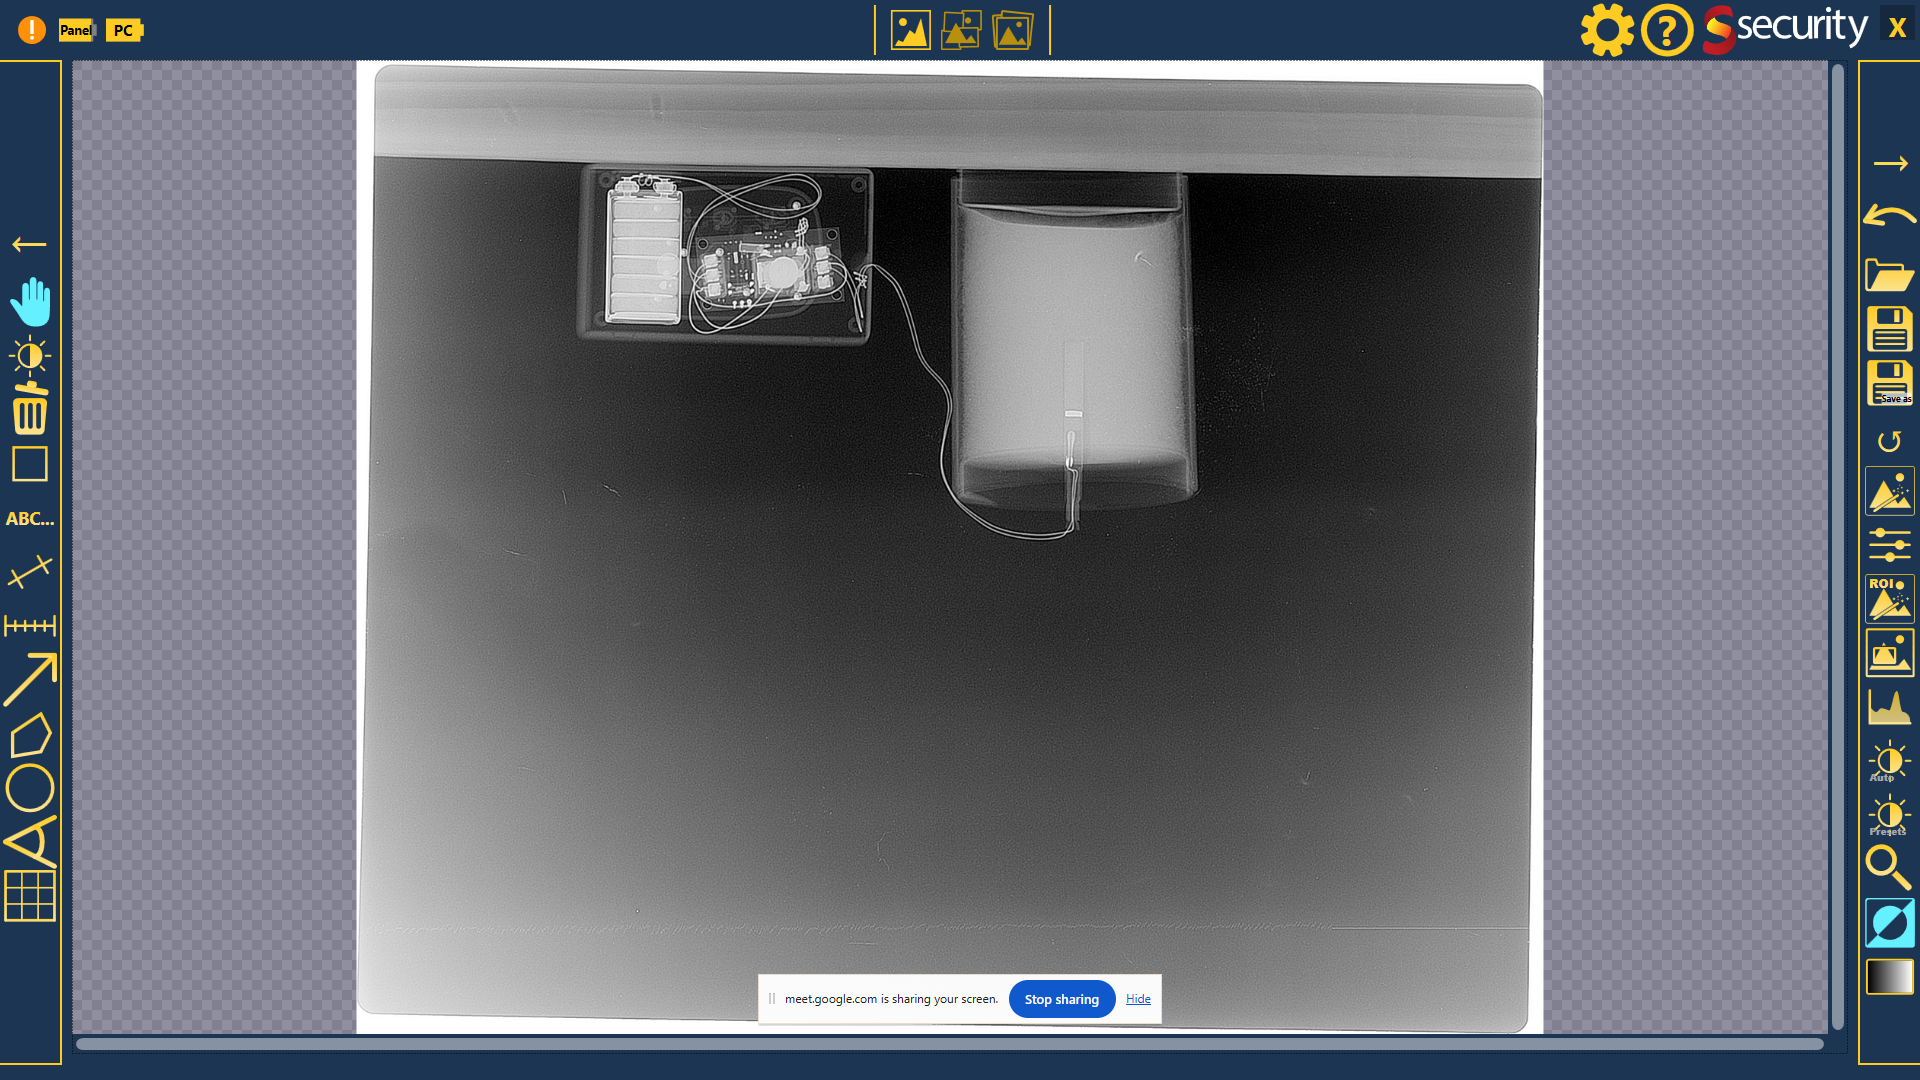 Panel
PC
security
X
ABC...
Save as
ROI
Auto
Presets
meet.google.com is sharing your screen.
Stop sharing
Hide